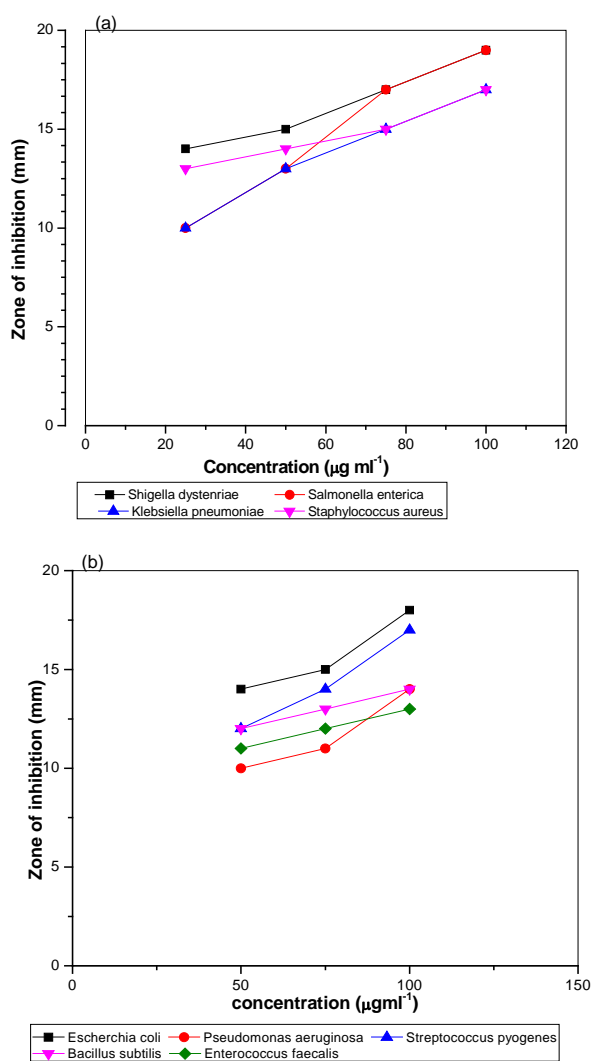 (a)
20
15
10
5
0
Zone of inhibition (mm)
0 20 40 60 80 100 120
Concentration (μg ml-1)
Shigella dystenriae Salmonella enterica
Klebsiella pneumoniae Staphylococcus aureus
(b)
20
15
10
5
0
Zone of inhibition (mm)
0 50 100 150
concentration (μgml-1)
Escherchia coli Pseudomonas aeruginosa Streptococcus pyogenes
Bacillus subtilis Enterococcus faecalis